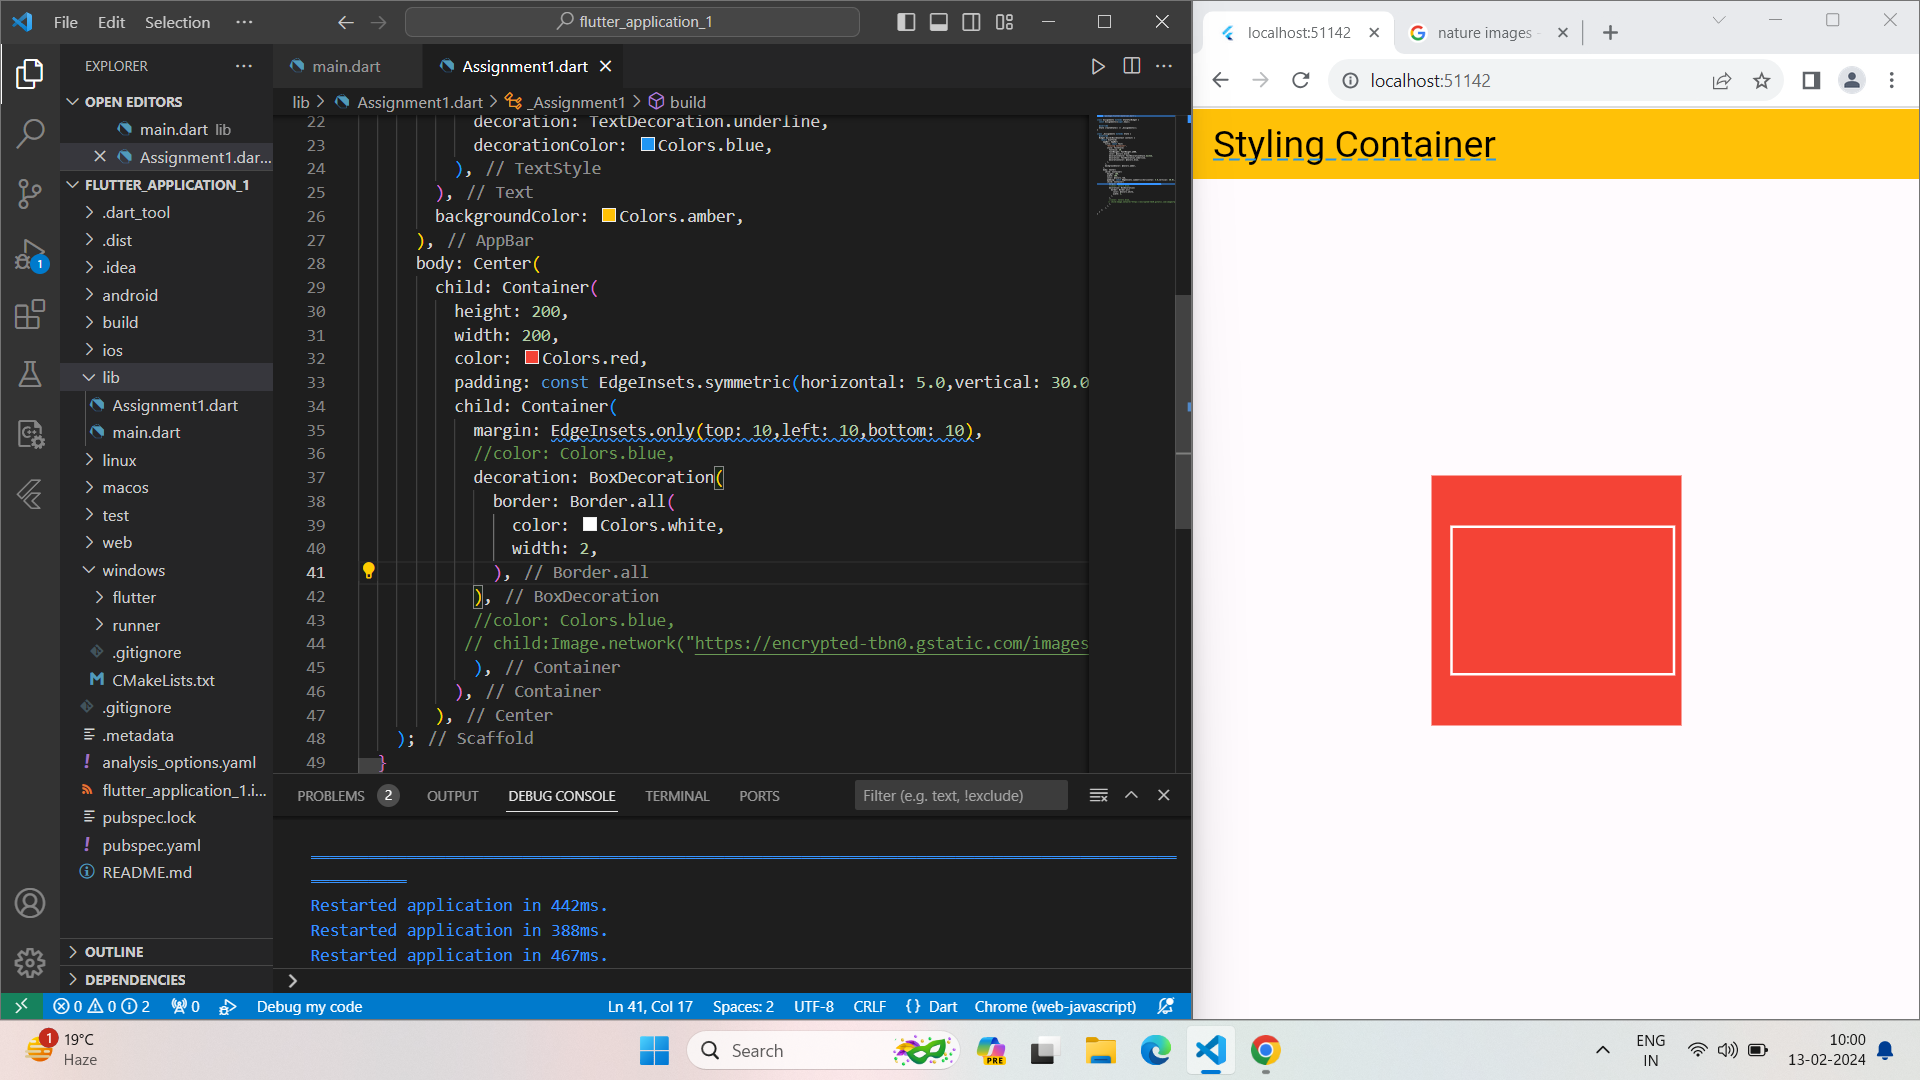 File Edit Selection ···
flutter_application_1
EXPLORER ···
OPEN EDITORS
main.dart lib
Assignment1.dar...
FLUTTER_APPLICATION_1
.dart_tool
.dist
.idea
android
build
ios
lib
Assignment1.dart
main.dart
linux
macos
test
web
windows
flutter
runner
.gitignore
CMakeLists.txt
.gitignore
.metadata
analysis_options.yaml
flutter_application_1.i...
pubspec.lock
pubspec.yaml
README.md
OUTLINE
DEPENDENCIES
main.dart
Assignment1.dart
lib > Assignment1.dart > _Assignment1 > build
22 decoration: TextDecoration.underline,
23 decorationColor: Colors.blue,
24 ), // TextStyle
25 ), // Text
26 backgroundColor: Colors.amber,
27 ), // AppBar
28 body: Center(
29 child: Container(
30 height: 200,
31 width: 200,
32 color: Colors.red,
33 padding: const EdgeInsets.symmetric(horizontal: 5.0,vertical: 30.0
34 child: Container(
35 margin: EdgeInsets.only(top: 10,left: 10,bottom: 10),
36 //color: Colors.blue,
37 decoration: BoxDecoration(
38 border: Border.all(
39 color: Colors.white,
40 width: 2,
41 ), // Border.all
42 ), // BoxDecoration
43 //color: Colors.blue,
44 // child:Image.network("https://encrypted-tbn0.gstatic.com/images
45 ), // Container
46 ), // Container
47 ), // Center
48 ); // Scaffold
49 }
PROBLEMS 2 OUTPUT DEBUG CONSOLE TERMINAL PORTS Filter (e.g. text, !exclude)
Restarted application in 442ms.
Restarted application in 388ms.
Restarted application in 467ms.
>
1
0 0 2 0 Debug my code Ln 41, Col 17 Spaces: 2 UTF-8 CRLF {} Dart Chrome (web-javascript)
localhost:51142
nature images
localhost:51142
Styling Container
1
19°C
Haze
Search
PRE
ENG
IN
10:00
13-02-2024